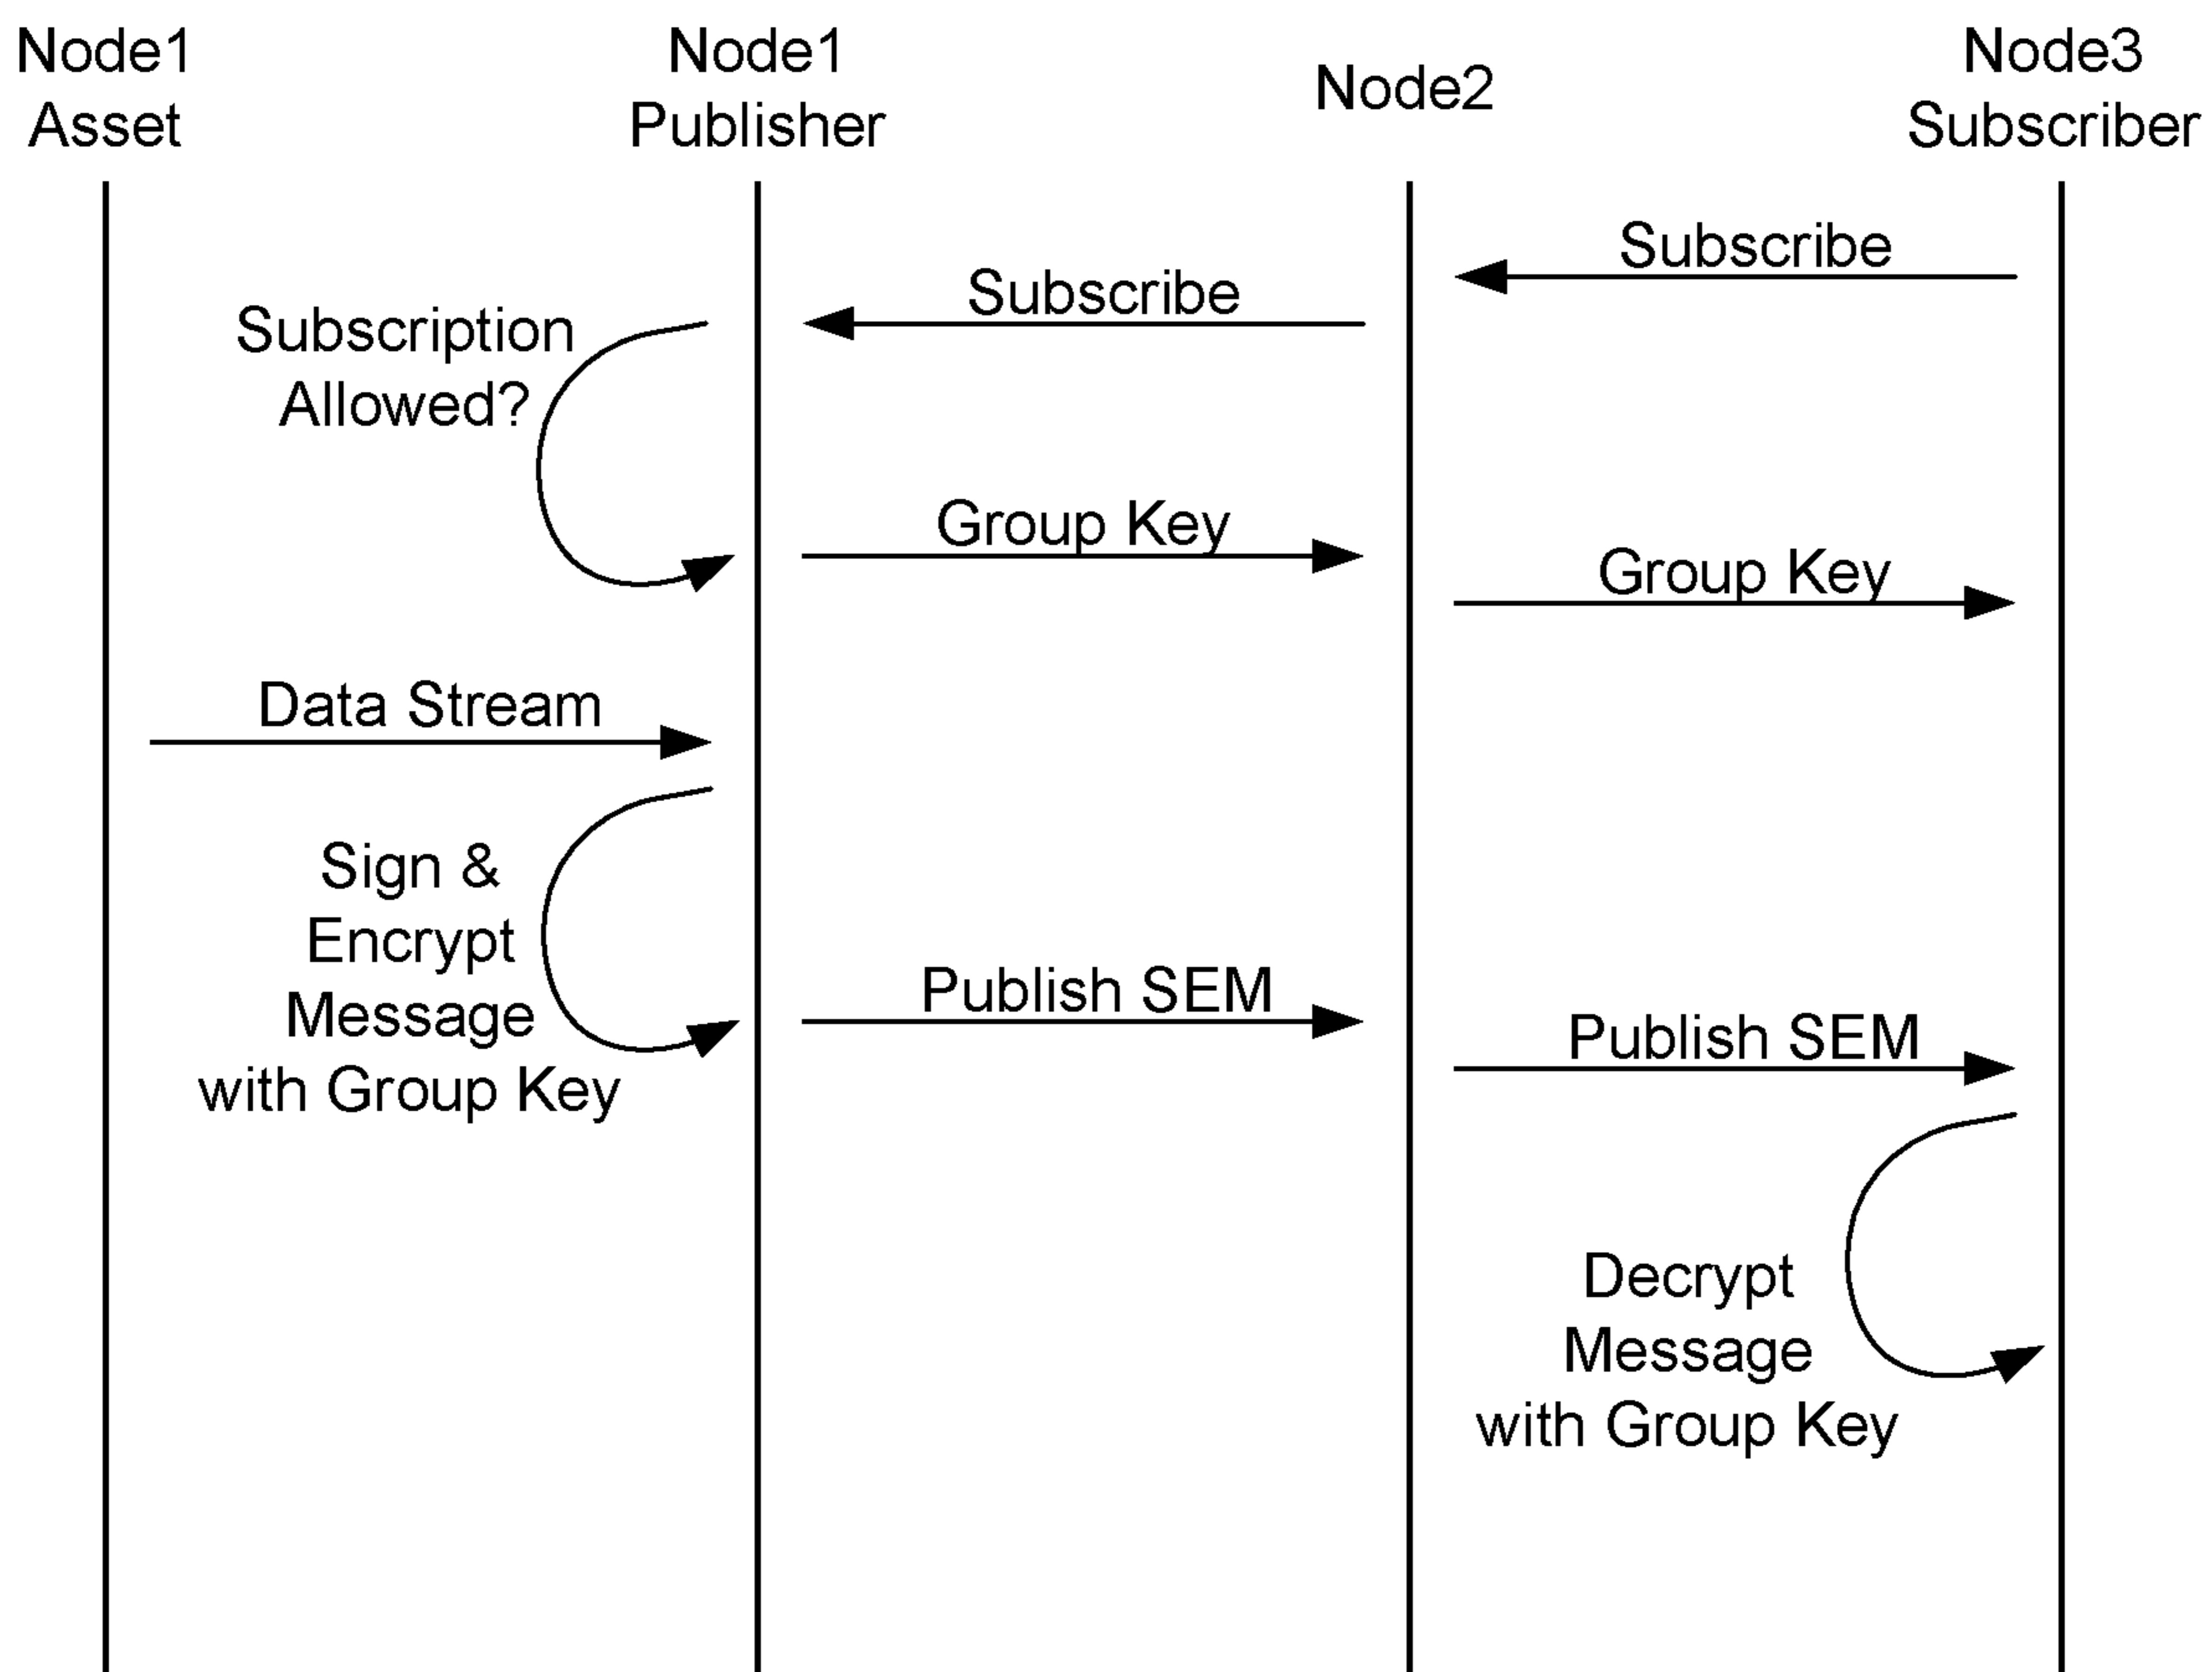 Node1
Asset
Node1
Publisher
Node2
Node3
Subscriber
Subscribe
Subscribe
Subscription
Allowed?
Group Key
Group Key
Data Stream
Sign &
Encrypt
Message
with Group Key
Publish SEM
Publish SEM
Decrypt
Message
with Group Key